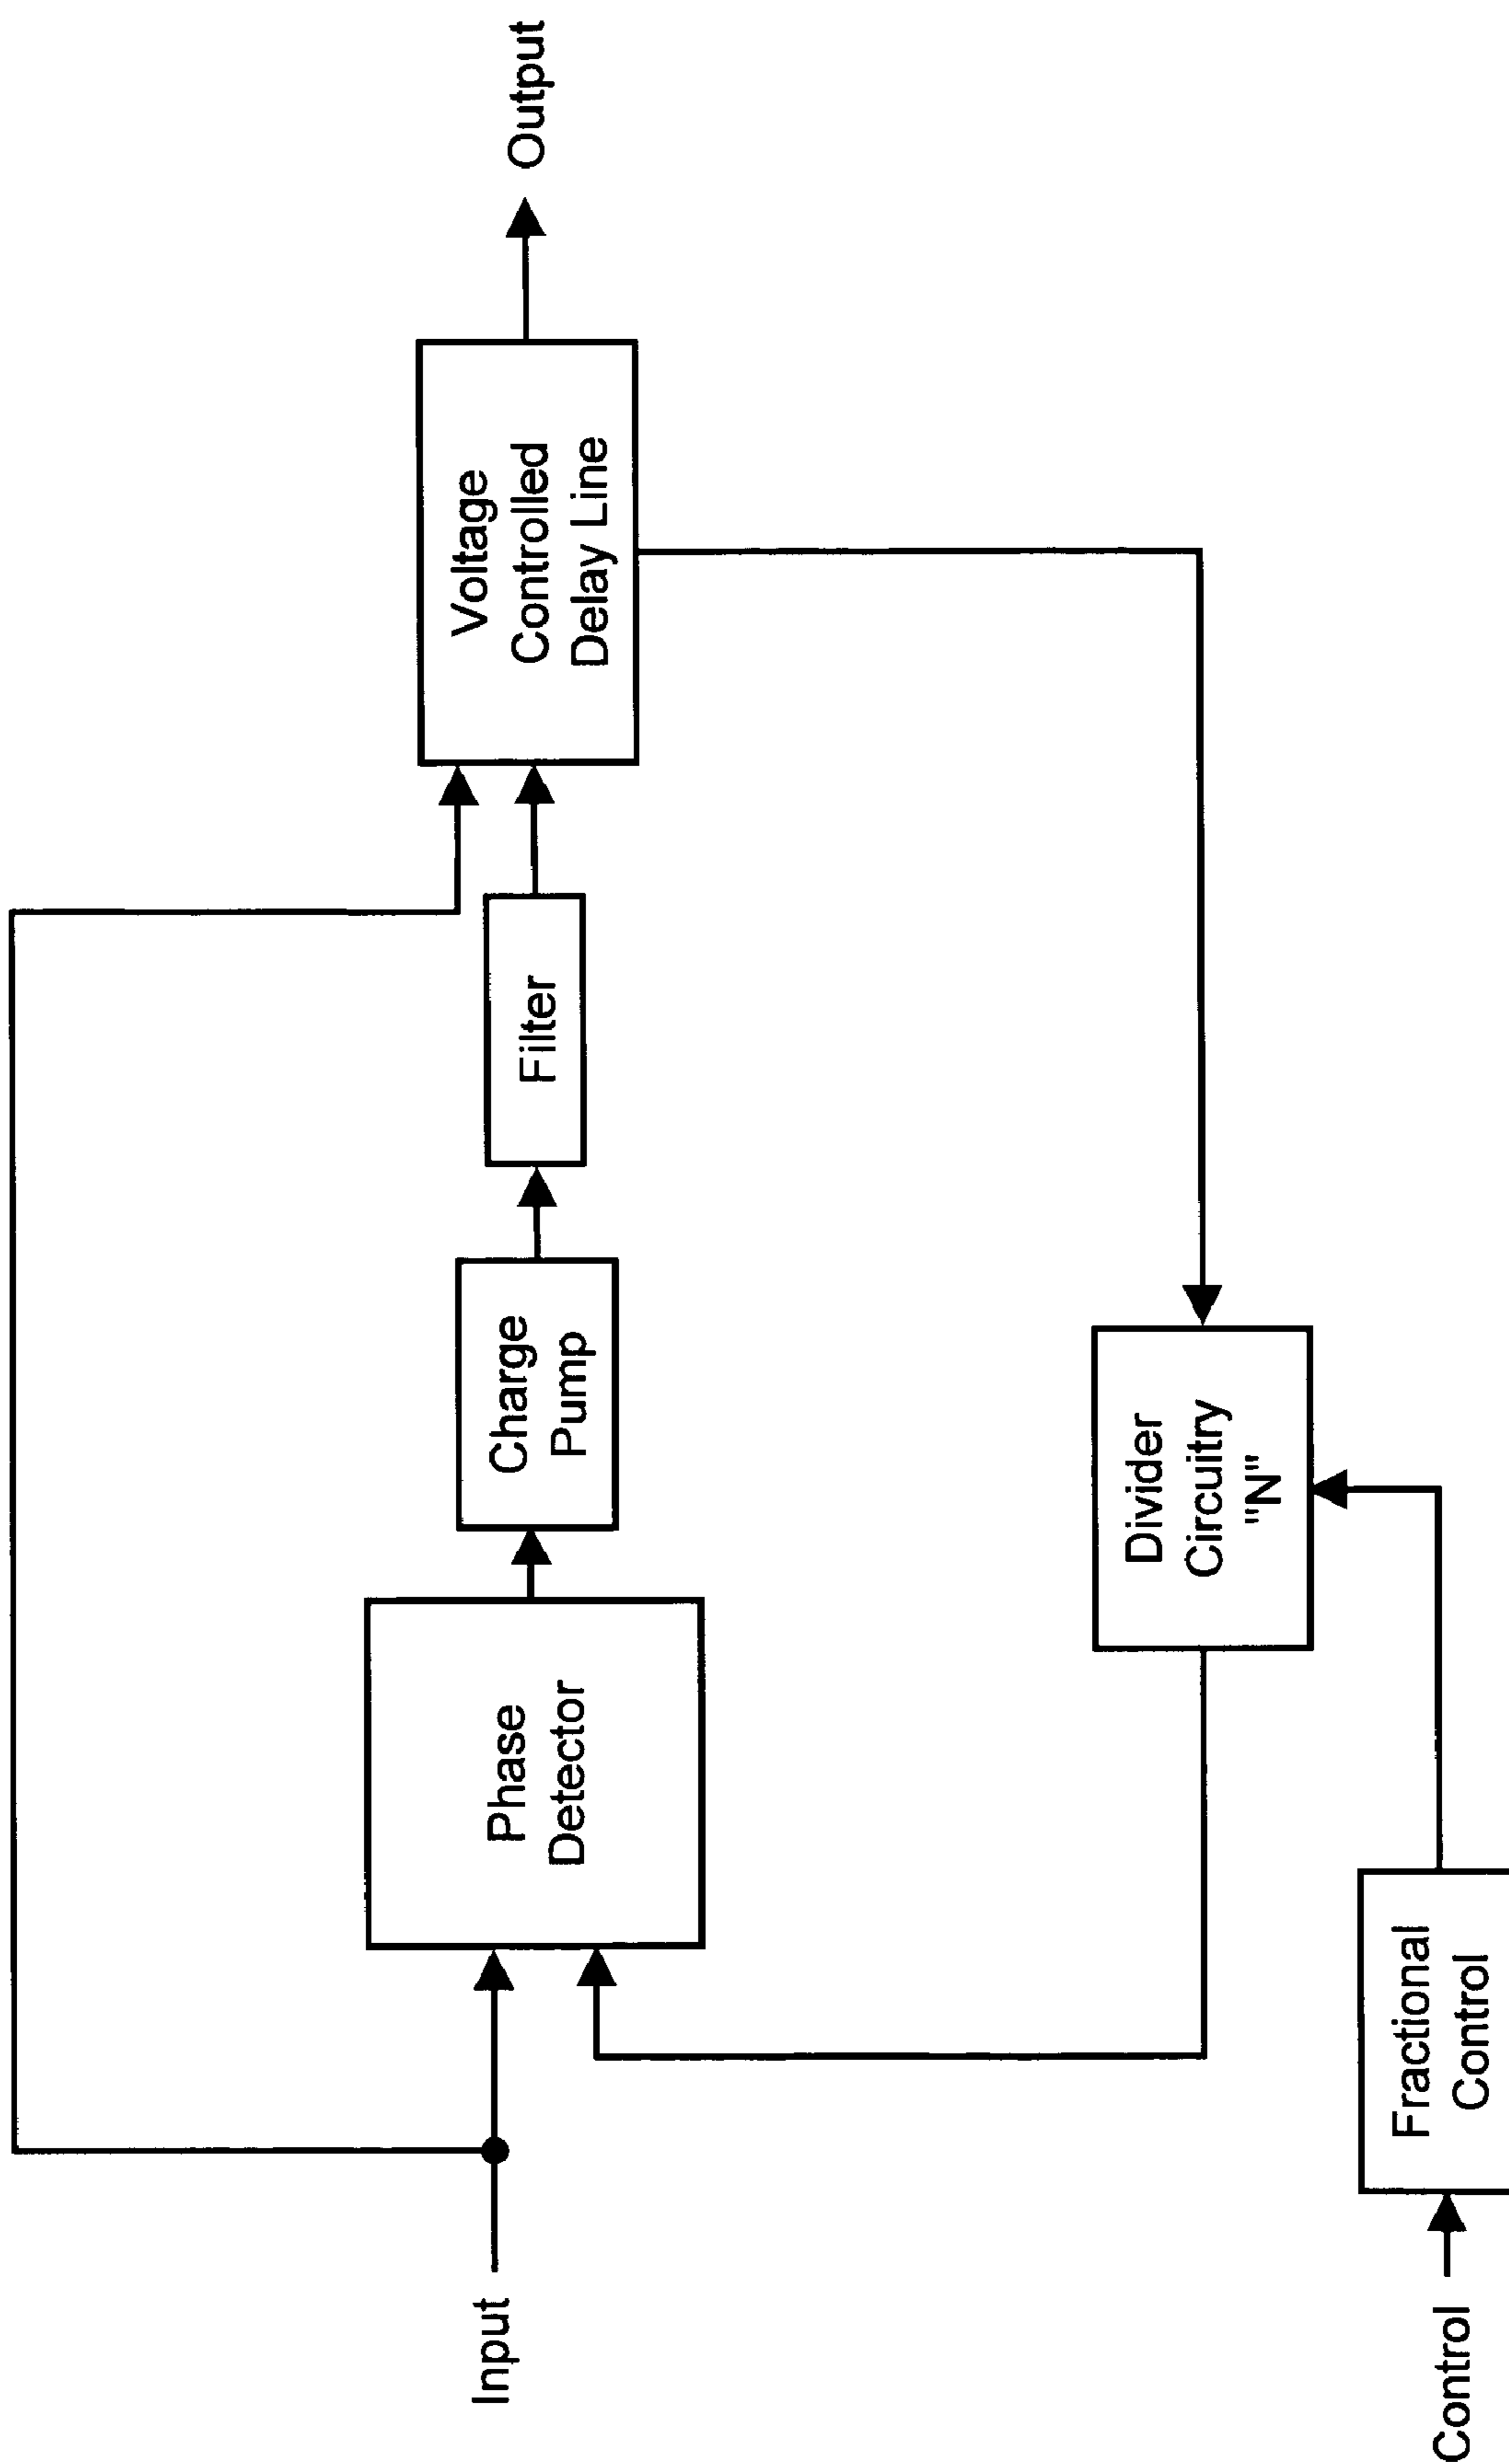 Input
Phase
Detector
Charge
Pump
Filter
Voltage
Controlled
Delay Line
Output
Divider
Circuitry
"N"
Control
Fractional
Control